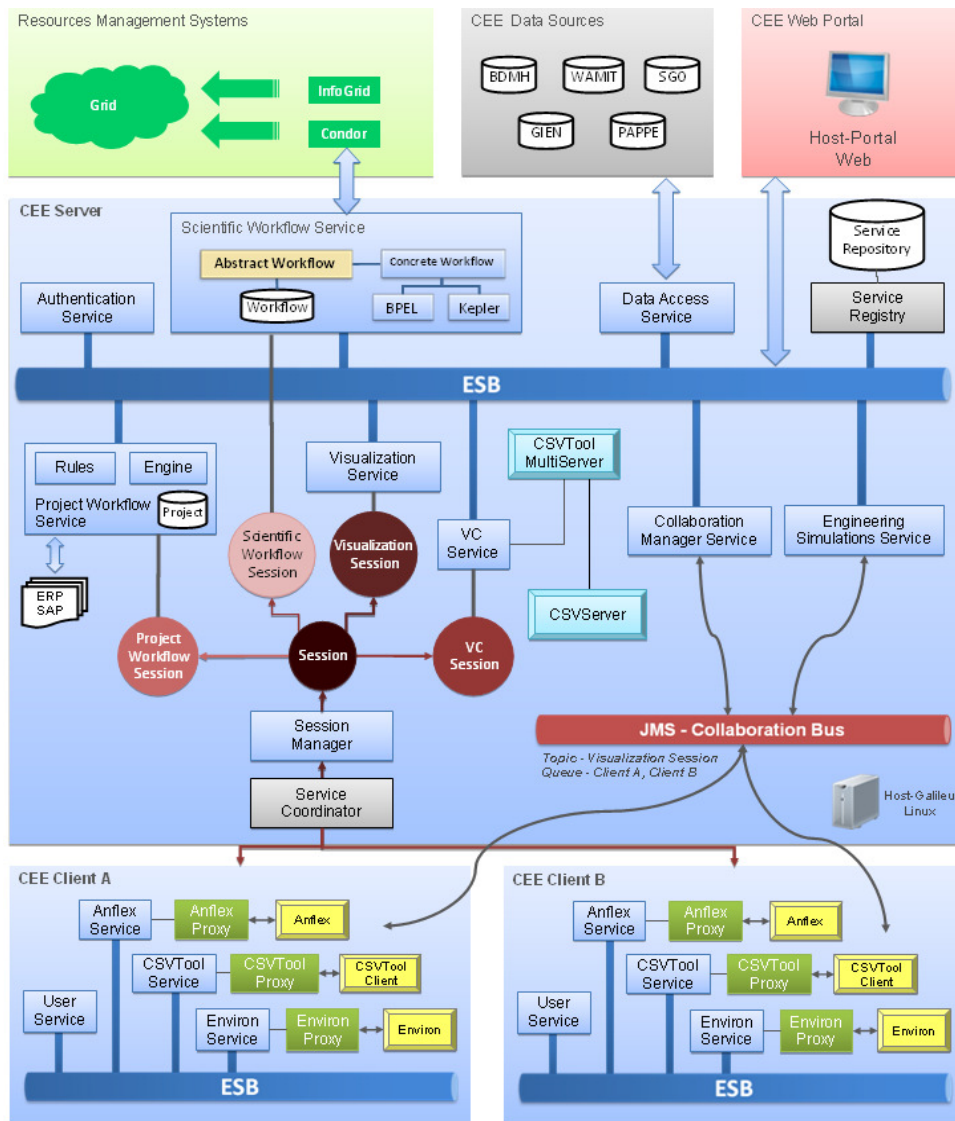 Resources Management Systems
Grid
InfoGrid
Condor
CEE Data Sources
BDMH
WAMIT
SGO
GIEN
PAPPE
CEE Web Portal
Host-Portal
Web
CEE Server
Scientific Workflow Service
Abstract Workflow
Concrete Workflow
Workflow
BPEL
Kepler
Authentication
Service
Data Access
Service
Service
Repository
Service
Registry
ESB
Rules
Engine
Project Workflow
Service
Project
ERP
SAP
Visualization
Service
Scientific
Workflow
Session
Visualization
Session
VC
Service
CSVTool
MultiServer
CSVServer
Collaboration
Manager Service
Engineering
Simulations Service
Project
Workflow
Session
Session
VC
Session
Session
Manager
Service
Coordinator
JMS - Collaboration Bus
Topic - Visualization Session
Queue - Client A, Client B
Host-Galileu
Linux
CEE Client A
Anflex
Service
Anflex
Proxy
Anflex
CSVTool
Service
CSVTool
Proxy
CSVTool
Client
User
Service
Environ
Service
Environ
Proxy
Environ
ESB
CEE Client B
Anflex
Service
Anflex
Proxy
Anflex
CSVTool
Service
CSVTool
Proxy
CSVTool
Client
User
Service
Environ
Service
Environ
Proxy
Environ
ESB